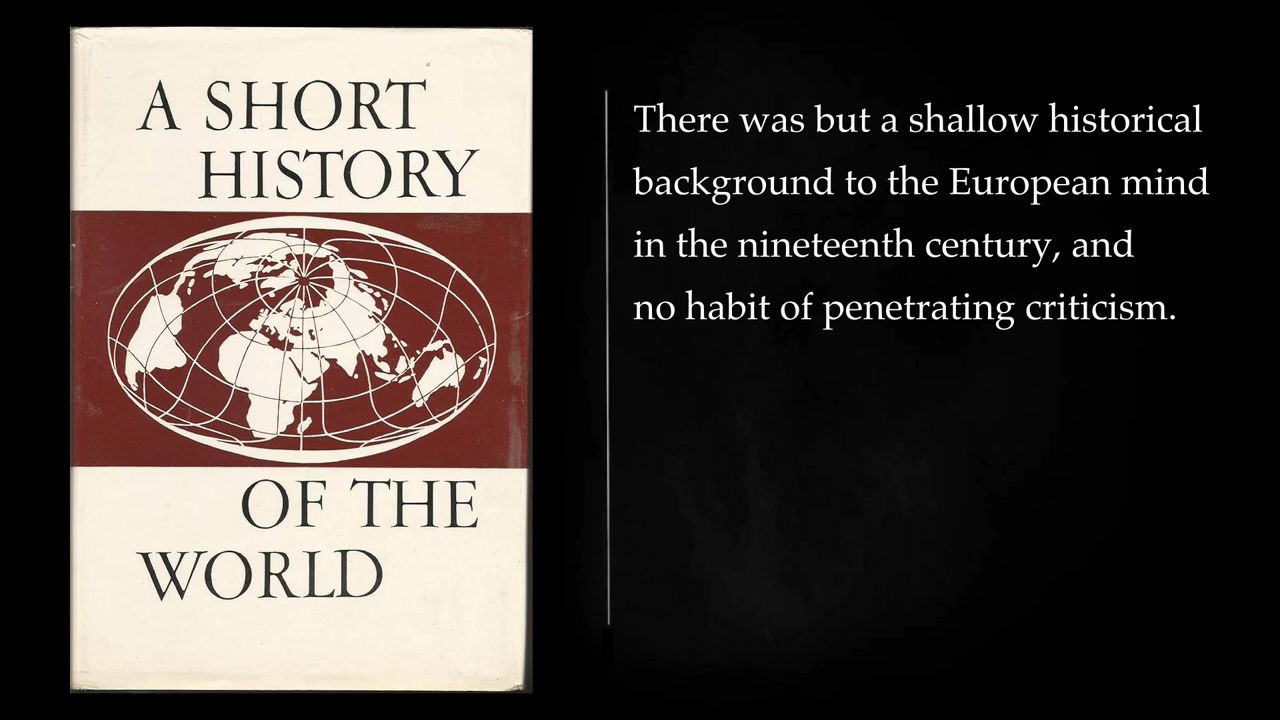 A SHORT
HISTORY
OF THE
WORLD
There was but a shallow historical
background to the European mind
in the nineteenth century, and
no habit of penetrating criticism.